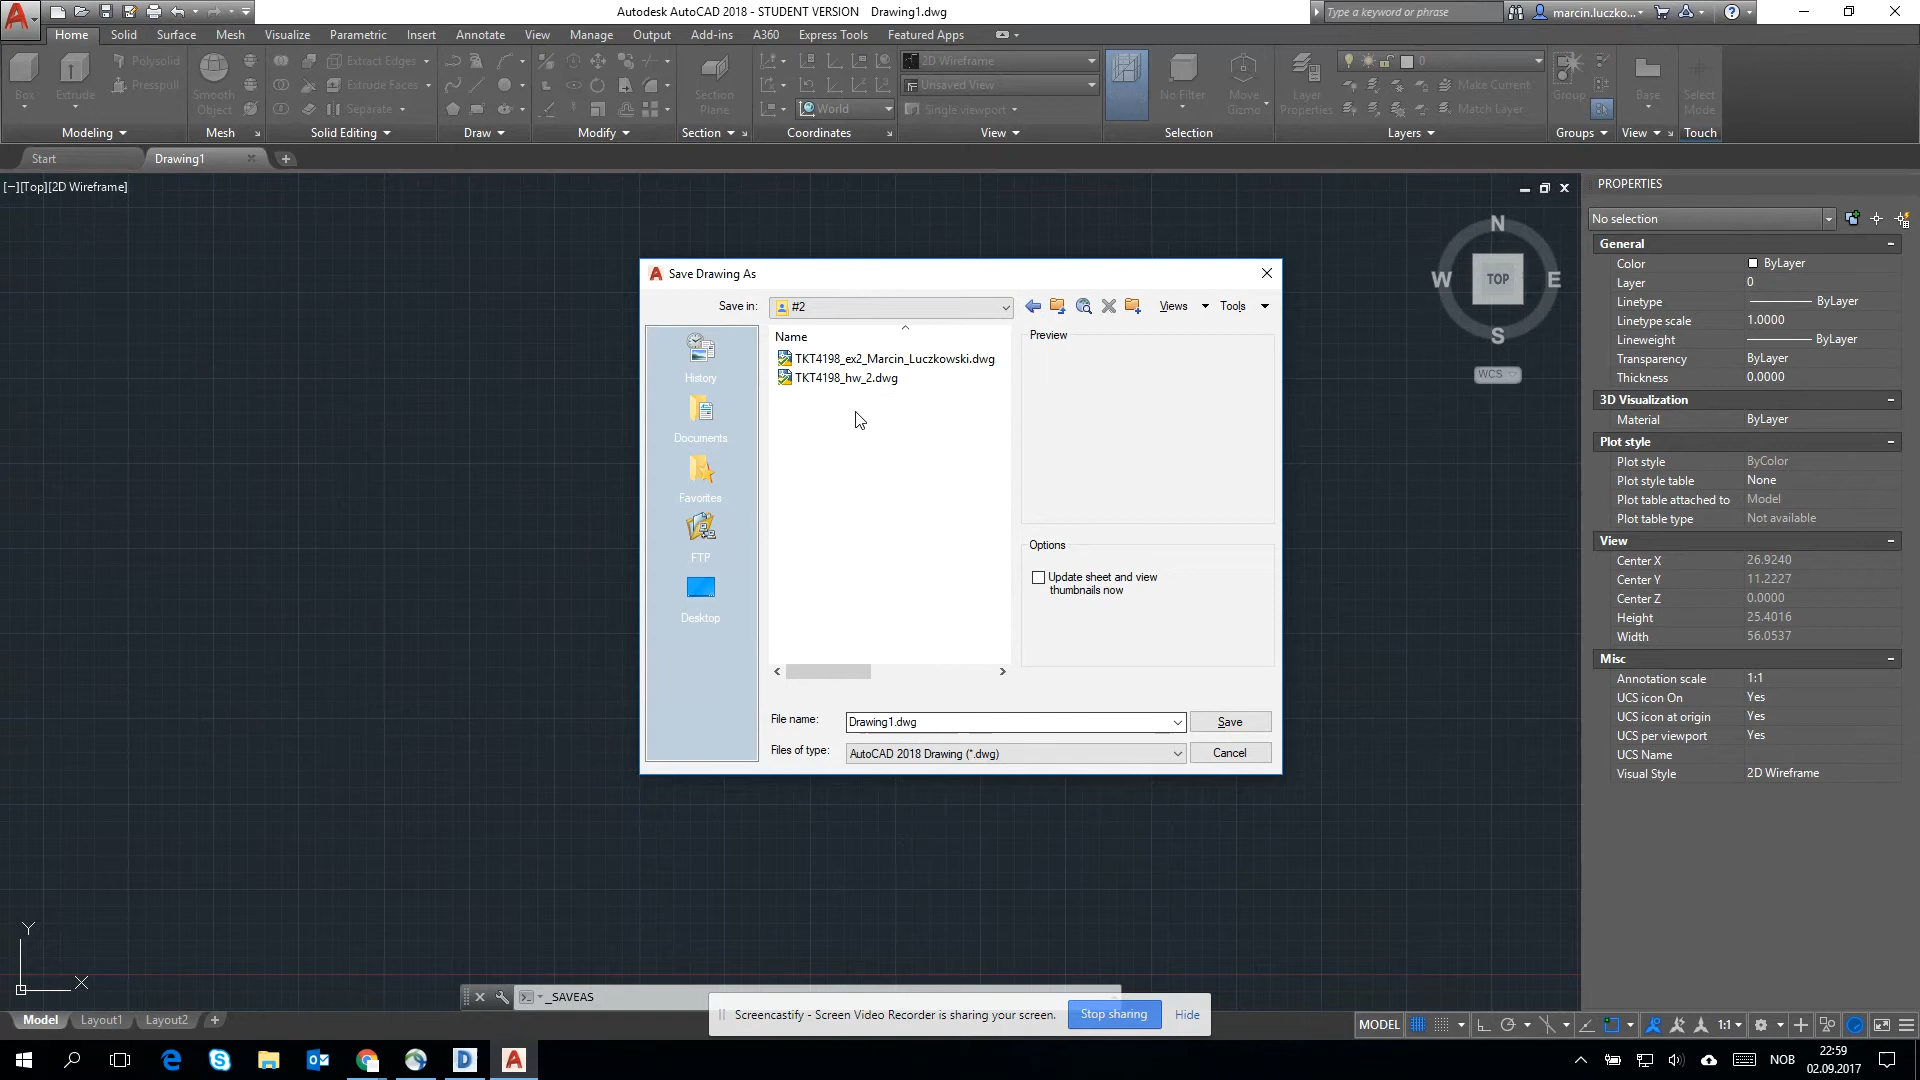 Autodesk AutoCAD 2018 - STUDENT VERSION Drawing1.dwg
Type a keyword or phrase
marcin.luczko...
Home Solid Surface Mesh Visualize Parametric Insert Annotate View Manage Output Add-ins A360 Express Tools Featured Apps
Polysolid Extract Edges 2D Wireframe 0
Presspull Extrude Faces Unsaved View Make Current
Box Extrude Smooth Object Separate Section Plane World Single viewport No Filter Move Gizmo Layer Properties Match Layer Group Base Select Mode
Modeling Mesh Solid Editing Draw Modify Section Coordinates View Selection Layers Groups View Touch
Start Drawing1
[−][Top][2D Wireframe]
N
W TOP E
S
WCS
PROPERTIES
No selection
General
Color ByLayer
Layer 0
Linetype ByLayer
Linetype scale 1.0000
Lineweight ByLayer
Transparency ByLayer
Thickness 0.0000
3D Visualization
Material ByLayer
Plot style
Plot style ByColor
Plot style table None
Plot table attached to Model
Plot table type Not available
View
Center X 26.9240
Center Y 11.2227
Center Z 0.0000
Height 25.4016
Width 56.0537
Misc
Annotation scale 1:1
UCS icon On Yes
UCS icon at origin Yes
UCS per viewport Yes
UCS Name
Visual Style 2D Wireframe
Save Drawing As
Save in: #2 Views Tools
History
Documents
Favorites
FTP
Desktop
Name
TKT4198_ex2_Marcin_Luczkowski.dwg
TKT4198_hw_2.dwg
Preview
Options
Update sheet and view
thumbnails now
File name: Drawing1.dwg Save
Files of type: AutoCAD 2018 Drawing (*.dwg) Cancel
Y
X
_SAVEAS
Screencastify - Screen Video Recorder is sharing your screen. Stop sharing Hide
Model Layout1 Layout2 +
MODEL 1:1
NOB
22:59
02.09.2017